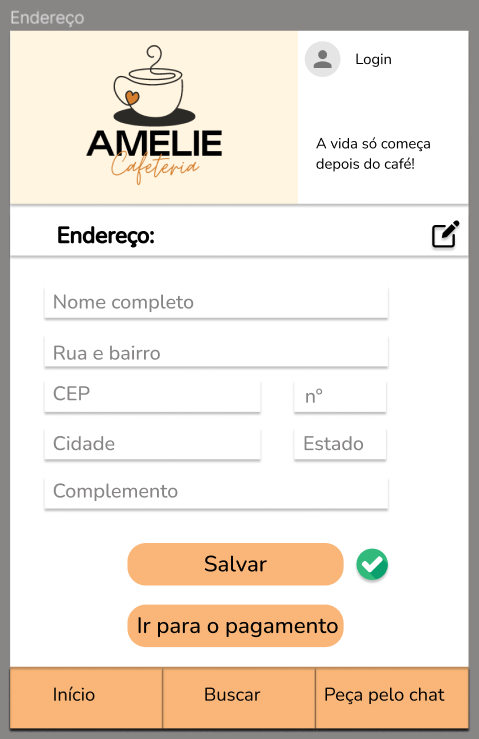 Endereço
AMELIE
Cafeteria
Login
A vida só começa
depois do café!
Endereço:
Nome completo
Rua e bairro
CEP
nº
Cidade
Estado
Complemento
Salvar
Ir para o pagamento
Início
Buscar
Peça pelo chat